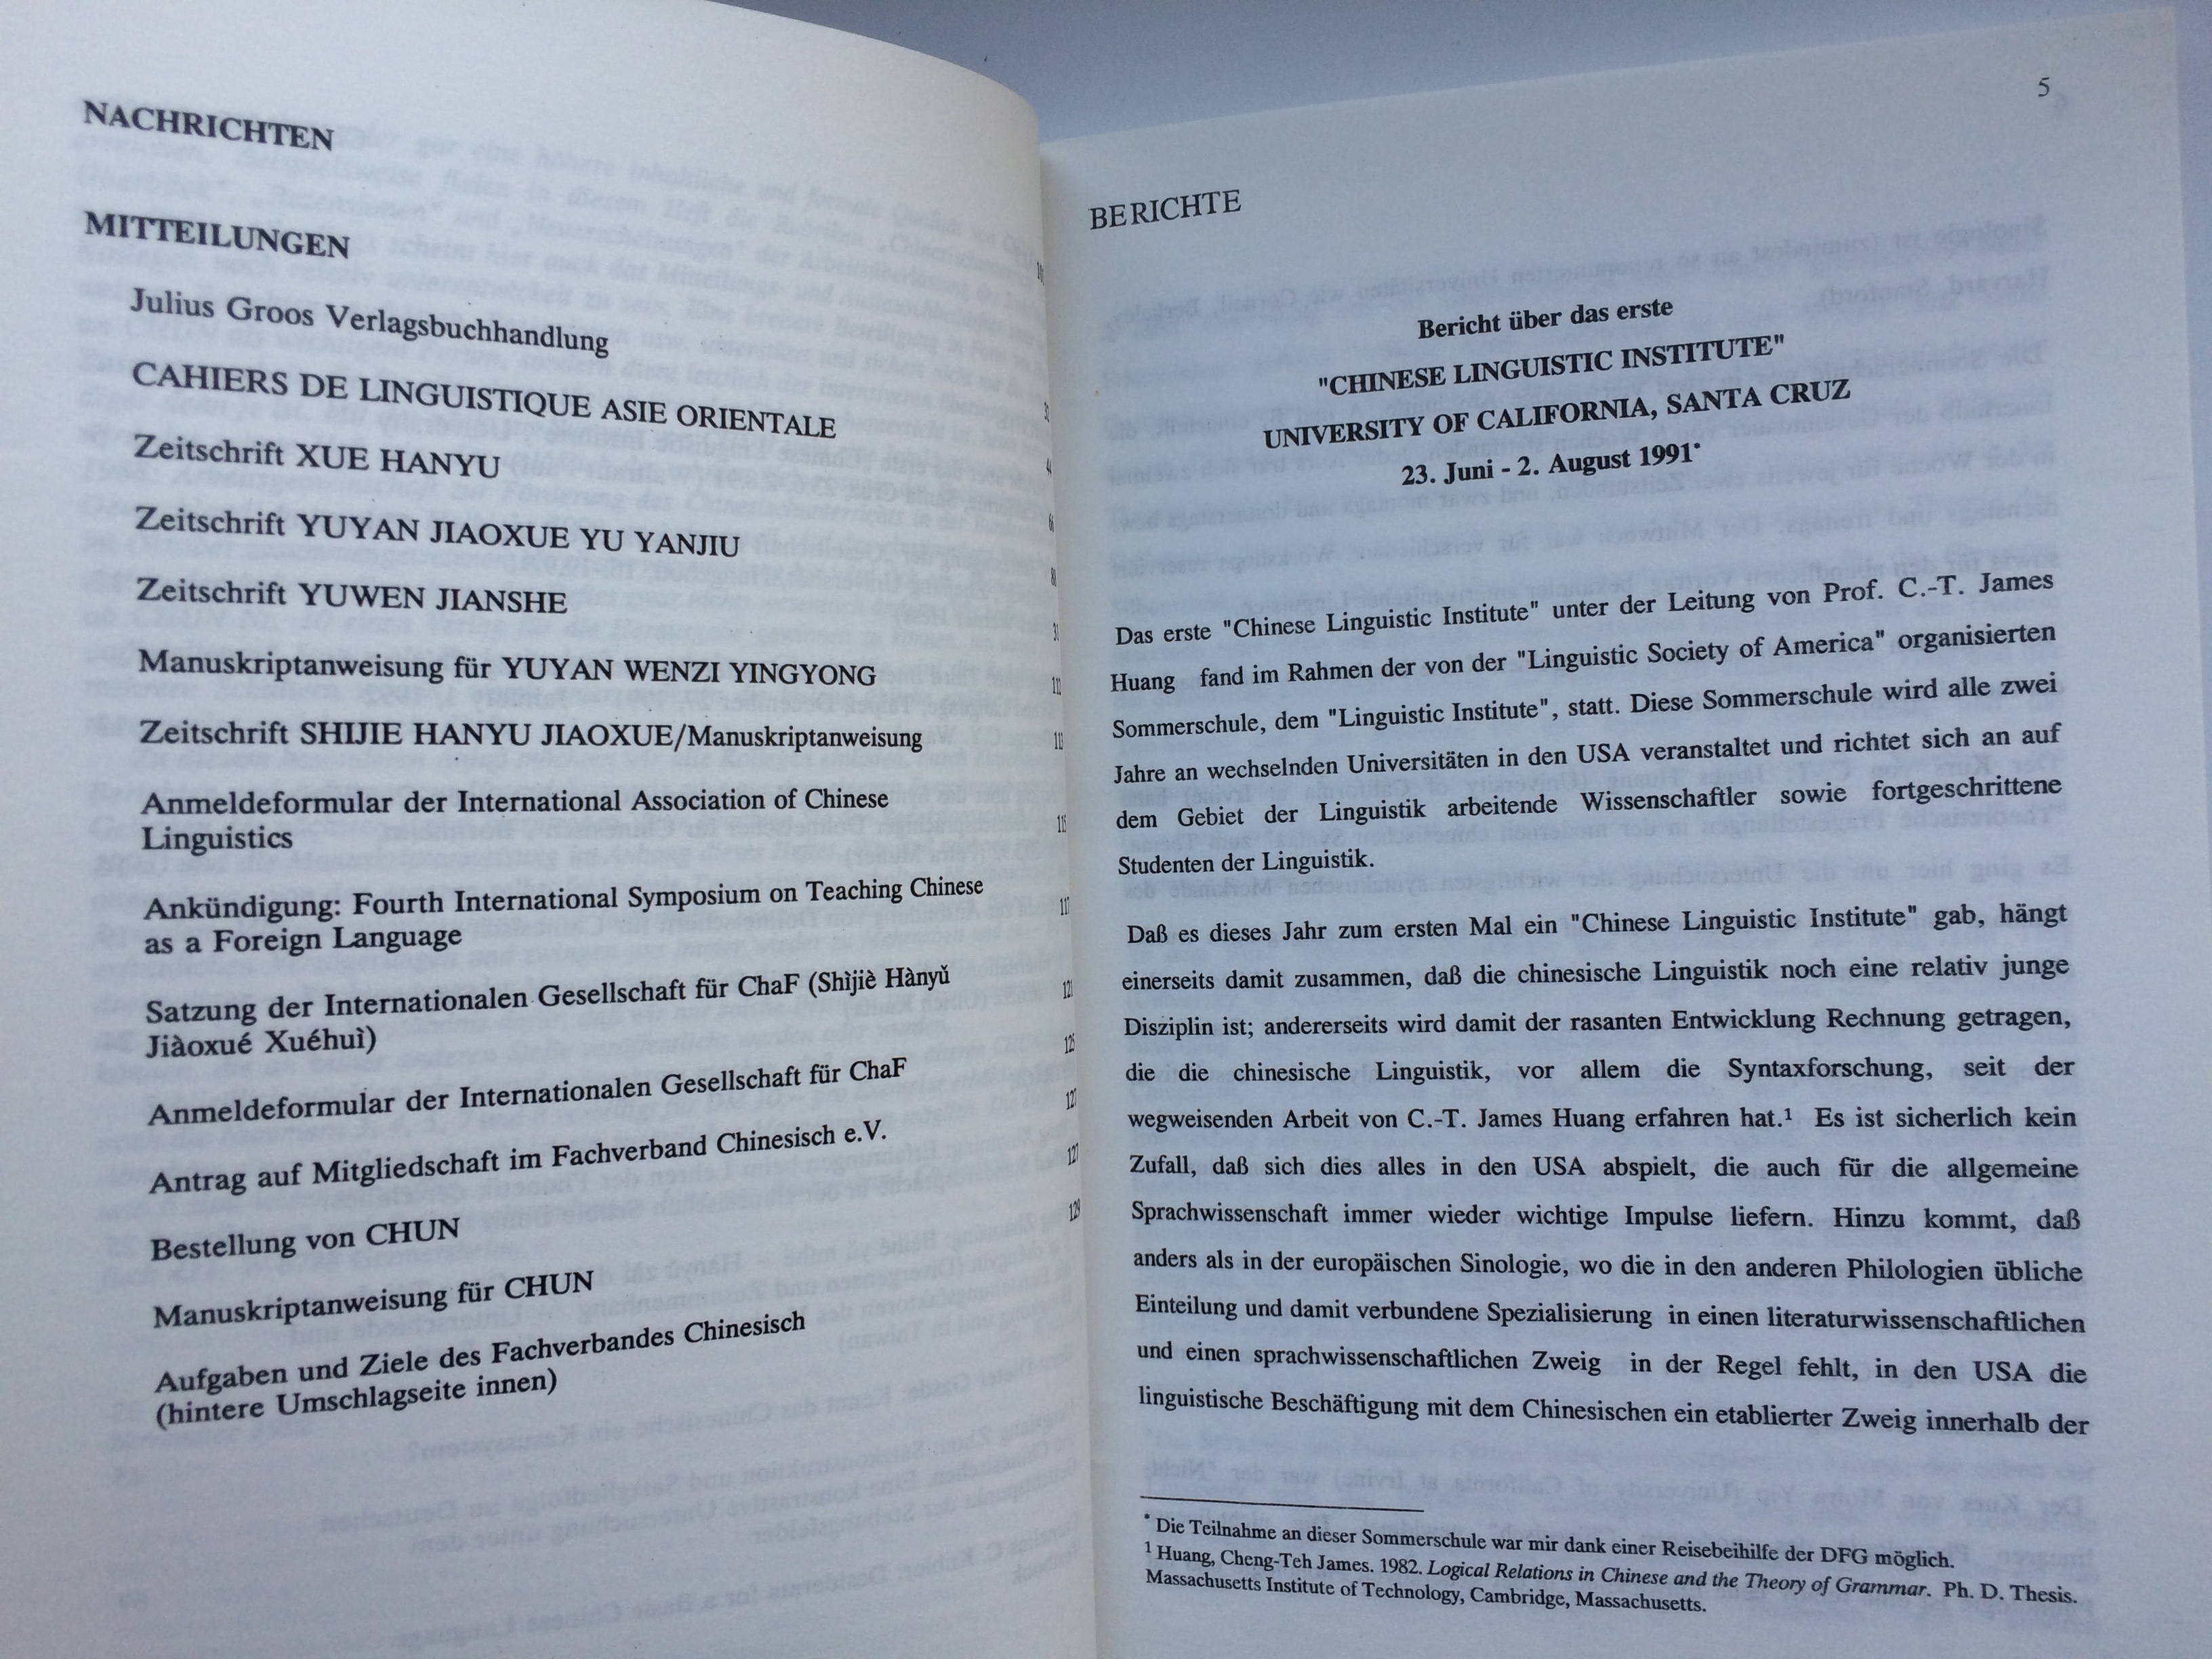 NACHRICHTEN
MITTEILUNGEN
Julius Groos Verlagsbuchhandlung
CAHIERS DE LINGUISTIQUE ASIE ORIENTALE
Zeitschrift XUE HANYU
Zeitschrift YUYAN JIAOXUE YU YANJIU
Zeitschrift YUWEN JIANSHE
Manuskriptanweisung für YUYAN WENZI YINGYONG
Zeitschrift SHIJIE HANYU JIAOXUE/Manuskriptanweisung
Anmeldeformular der International Association of Chinese
Linguistics
Ankündigung: Fourth International Symposium on Teaching Chinese
as a Foreign Language
Satzung der Internationalen Gesellschaft für ChaF (Shìjiè Hànyǔ
Jiàoxué Xuéhuì)
Anmeldeformular der Internationalen Gesellschaft für ChaF
Antrag auf Mitgliedschaft im Fachverband Chinesisch e.V.
Bestellung von CHUN
Manuskriptanweisung für CHUN
Aufgaben und Ziele des Fachverbandes Chinesisch
(hintere Umschlagseite innen)
5
BERICHTE
Bericht über das erste
"CHINESE LINGUISTIC INSTITUTE"
UNIVERSITY OF CALIFORNIA, SANTA CRUZ
23. Juni - 2. August 1991*
Das erste "Chinese Linguistic Institute" unter der Leitung von Prof. C.-T. James
Huang fand im Rahmen der von der "Linguistic Society of America" organisierten
Sommerschule, dem "Linguistic Institute", statt. Diese Sommerschule wird alle zwei
Jahre an wechselnden Universitäten in den USA veranstaltet und richtet sich an auf
dem Gebiet der Linguistik arbeitende Wissenschaftler sowie fortgeschrittene
Studenten der Linguistik.
Daß es dieses Jahr zum ersten Mal ein "Chinese Linguistic Institute" gab, hängt
einerseits damit zusammen, daß die chinesische Linguistik noch eine relativ junge
Disziplin ist; andererseits wird damit der rasanten Entwicklung Rechnung getragen,
die die chinesische Linguistik, vor allem die Syntaxforschung, seit der
wegweisenden Arbeit von C.-T. James Huang erfahren hat.¹ Es ist sicherlich kein
Zufall, daß sich dies alles in den USA abspielt, die auch für die allgemeine
Sprachwissenschaft immer wieder wichtige Impulse liefern. Hinzu kommt, daß
anders als in der europäischen Sinologie, wo die in den anderen Philologien übliche
Einteilung und damit verbundene Spezialisierung in einen literaturwissenschaftlichen
und einen sprachwissenschaftlichen Zweig in der Regel fehlt, in den USA die
linguistische Beschäftigung mit dem Chinesischen ein etablierter Zweig innerhalb der
* Die Teilnahme an dieser Sommerschule war mir dank einer Reisebeihilfe der DFG möglich.
¹ Huang, Cheng-Teh James. 1982. Logical Relations in Chinese and the Theory of Grammar. Ph. D. Thesis.
Massachusetts Institute of Technology, Cambridge, Massachusetts.